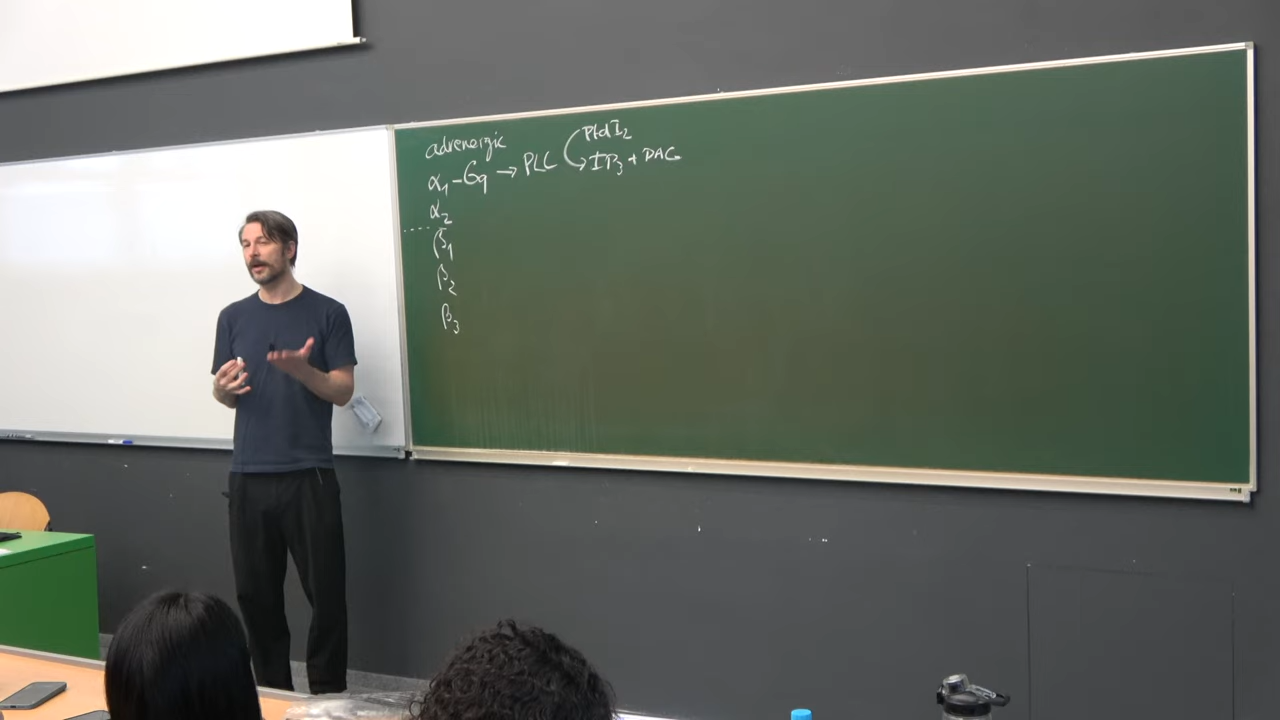 adrenergic
PtdI₂
α₁ - Gq → PLC IP₃ + DAG
α₂
β₁
β₂
β₃